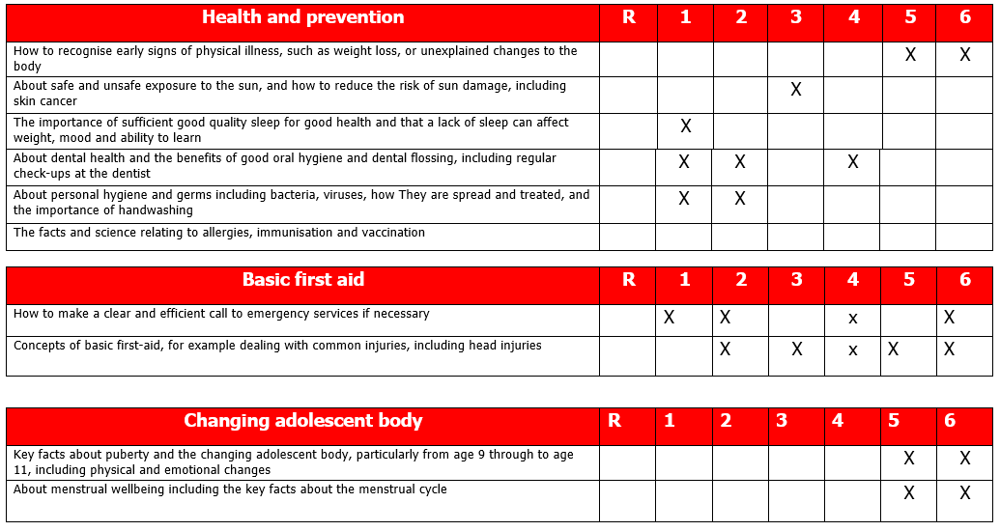 Health and prevention R 1 2 3 4 5 6
How to recognise early signs of physical illness, such as weight loss, or unexplained changes to the
body X X
About safe and unsafe exposure to the sun, and how to reduce the risk of sun damage, including
skin cancer X
The importance of sufficient good quality sleep for good health and that a lack of sleep can affect
weight, mood and ability to learn X
About dental health and the benefits of good oral hygiene and dental flossing, including regular
check-ups at the dentist X X X
About personal hygiene and germs including bacteria, viruses, how They are spread and treated, and
the importance of handwashing X X
The facts and science relating to allergies, immunisation and vaccination
Basic first aid R 1 2 3 4 5 6
How to make a clear and efficient call to emergency services if necessary X X x X
Concepts of basic first-aid, for example dealing with common injuries, including head injuries X X x X X
Changing adolescent body R 1 2 3 4 5 6
Key facts about puberty and the changing adolescent body, particularly from age 9 through to age
11, including physical and emotional changes X X
About menstrual wellbeing including the key facts about the menstrual cycle X X